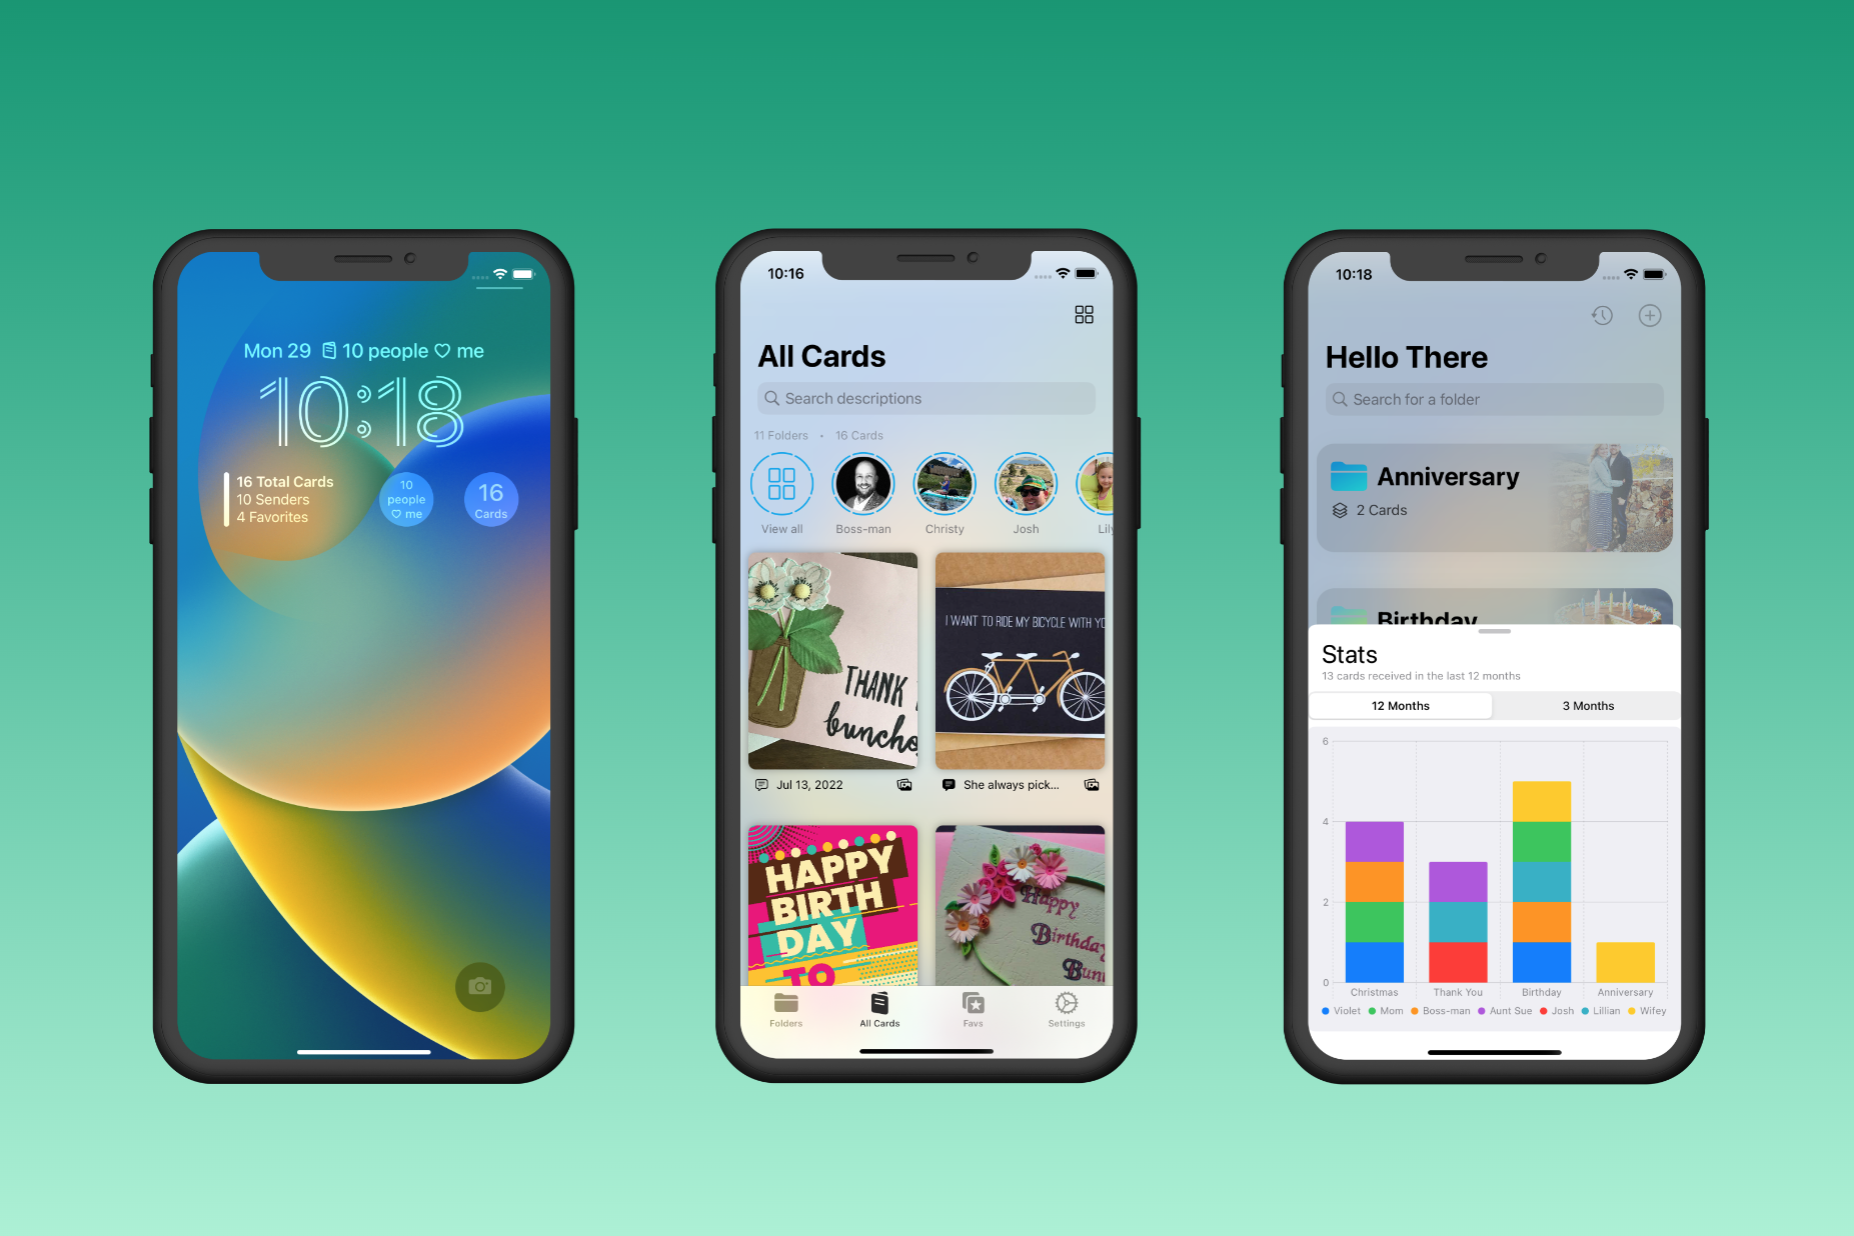 Mon 29 10 people me
10:18
16 Total Cards
10 Senders
4 Favorites
10
people
me
16
Cards
10:16
All Cards
Search descriptions
11 Folders • 16 Cards
View all
Boss-man
Christy
Josh
Lily
THANK
buncho
I WANT TO RIDE MY BICYCLE WITH YO
Jul 13, 2022
She always pick...
HAPPY
BIRTH
DAY
TO
Happy
Birthday
Bunn
Folders
All Cards
Favs
Settings
10:18
Hello There
Search for a folder
Anniversary
2 Cards
Birthday
Stats
13 cards received in the last 12 months
12 Months
3 Months
6
4
2
0
Christmas
Thank You
Birthday
Anniversary
Violet Mom Boss-man Aunt Sue Josh Lillian Wifey